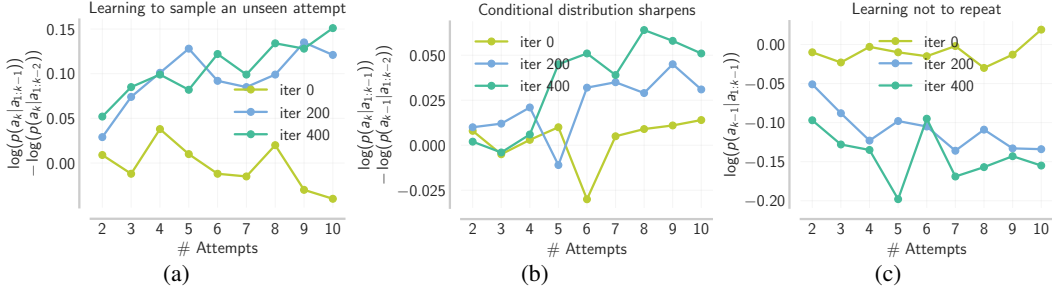 Learning to sample an unseen attempt
log(p(a_k|a_{1:k−1}))
− log(p(a_k|a_{1:k−2}))
0.15
0.10
0.05
0.00
iter 0
iter 200
iter 400
2 3 4 5 6 7 8 9 10
# Attempts
(a)
Conditional distribution sharpens
log(p(a_k|a_{1:k−1}))
− log(p(a_{k−1}|a_{1:k−2}))
0.050
0.025
0.000
−0.025
iter 0
iter 200
iter 400
2 3 4 5 6 7 8 9 10
# Attempts
(b)
Learning not to repeat
log(p(a_{k−1}|a_{1:k−1}))
0.00
−0.05
−0.10
−0.15
−0.20
iter 0
iter 200
iter 400
2 3 4 5 6 7 8 9 10
# Attempts
(c)